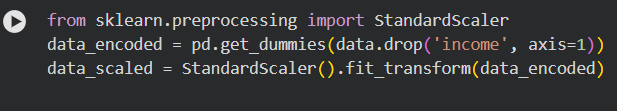 from sklearn.preprocessing import StandardScaler
data_encoded = pd.get_dummies(data.drop('income', axis=1))
data_scaled = StandardScaler().fit_transform(data_encoded)